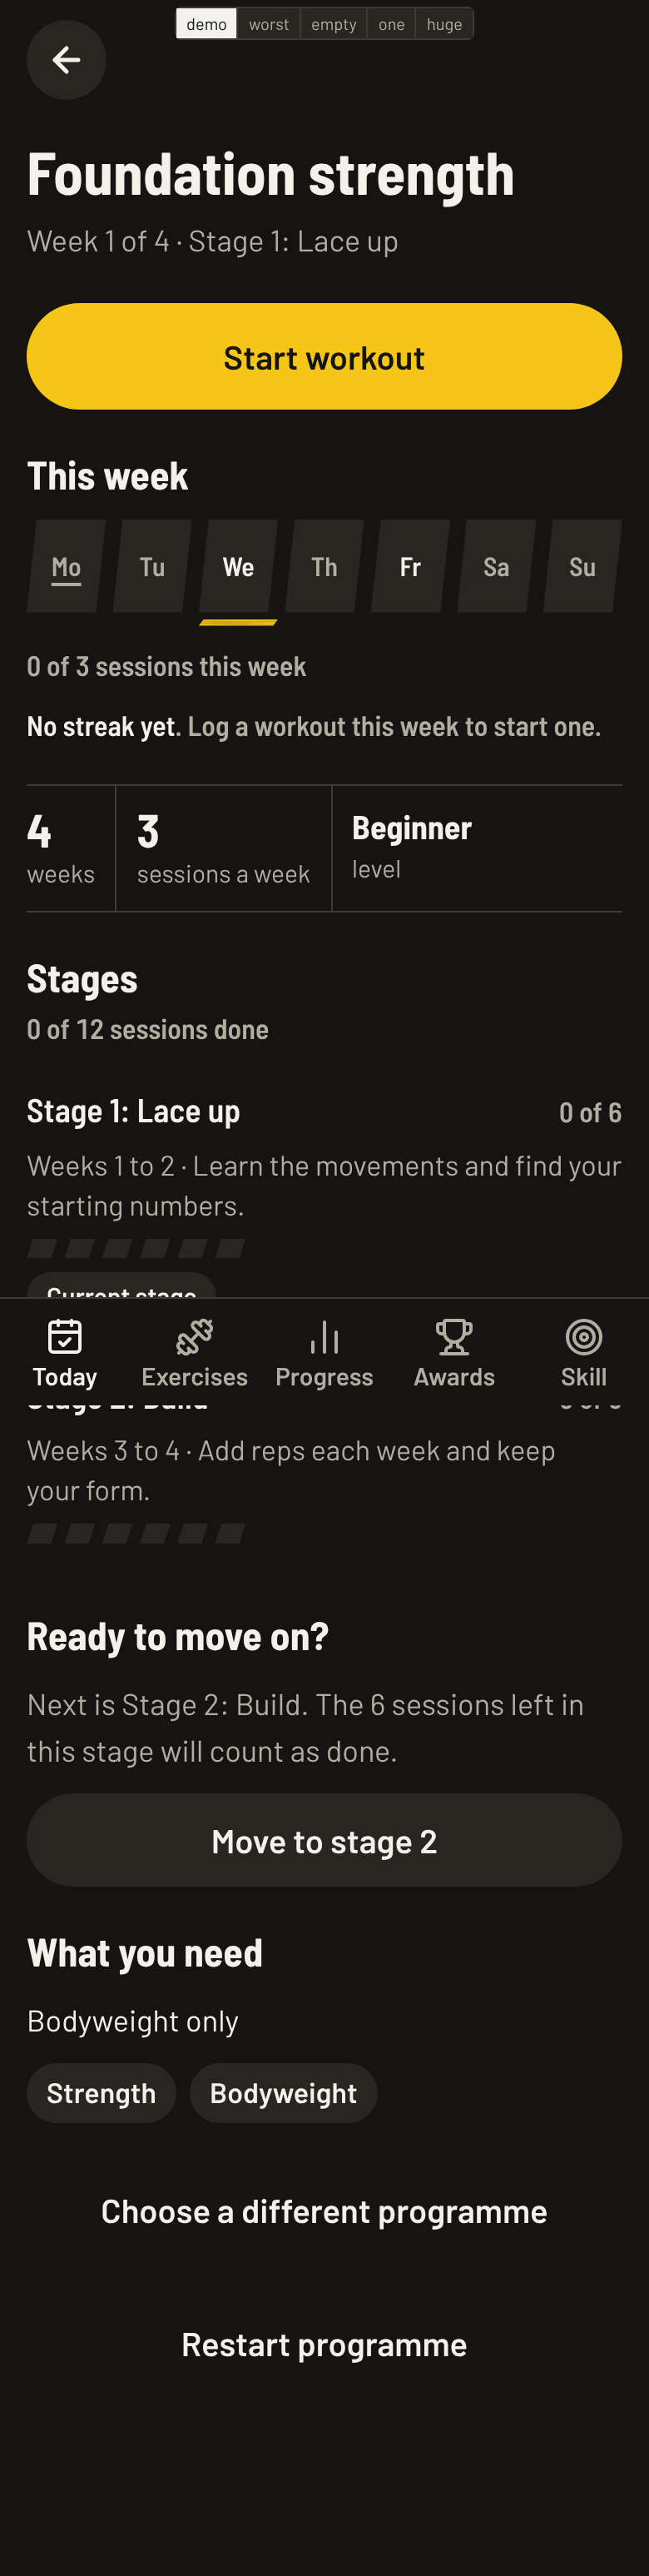 demo worst empty one huge
Foundation strength
Week 1 of 4 · Stage 1: Lace up
Start workout
This week
Mo Tu We Th Fr Sa Su
0 of 3 sessions this week
No streak yet. Log a workout this week to start one.
4 3 Beginner
weeks sessions a week level
Stages
0 of 12 sessions done
Stage 1: Lace up 0 of 6
Weeks 1 to 2 · Learn the movements and find your
starting numbers.
Current stage
Today Exercises Progress Awards Skill
Stage 2: Build
Weeks 3 to 4 · Add reps each week and keep
your form.
Ready to move on?
Next is Stage 2: Build. The 6 sessions left in
this stage will count as done.
Move to stage 2
What you need
Bodyweight only
Strength Bodyweight
Choose a different programme
Restart programme